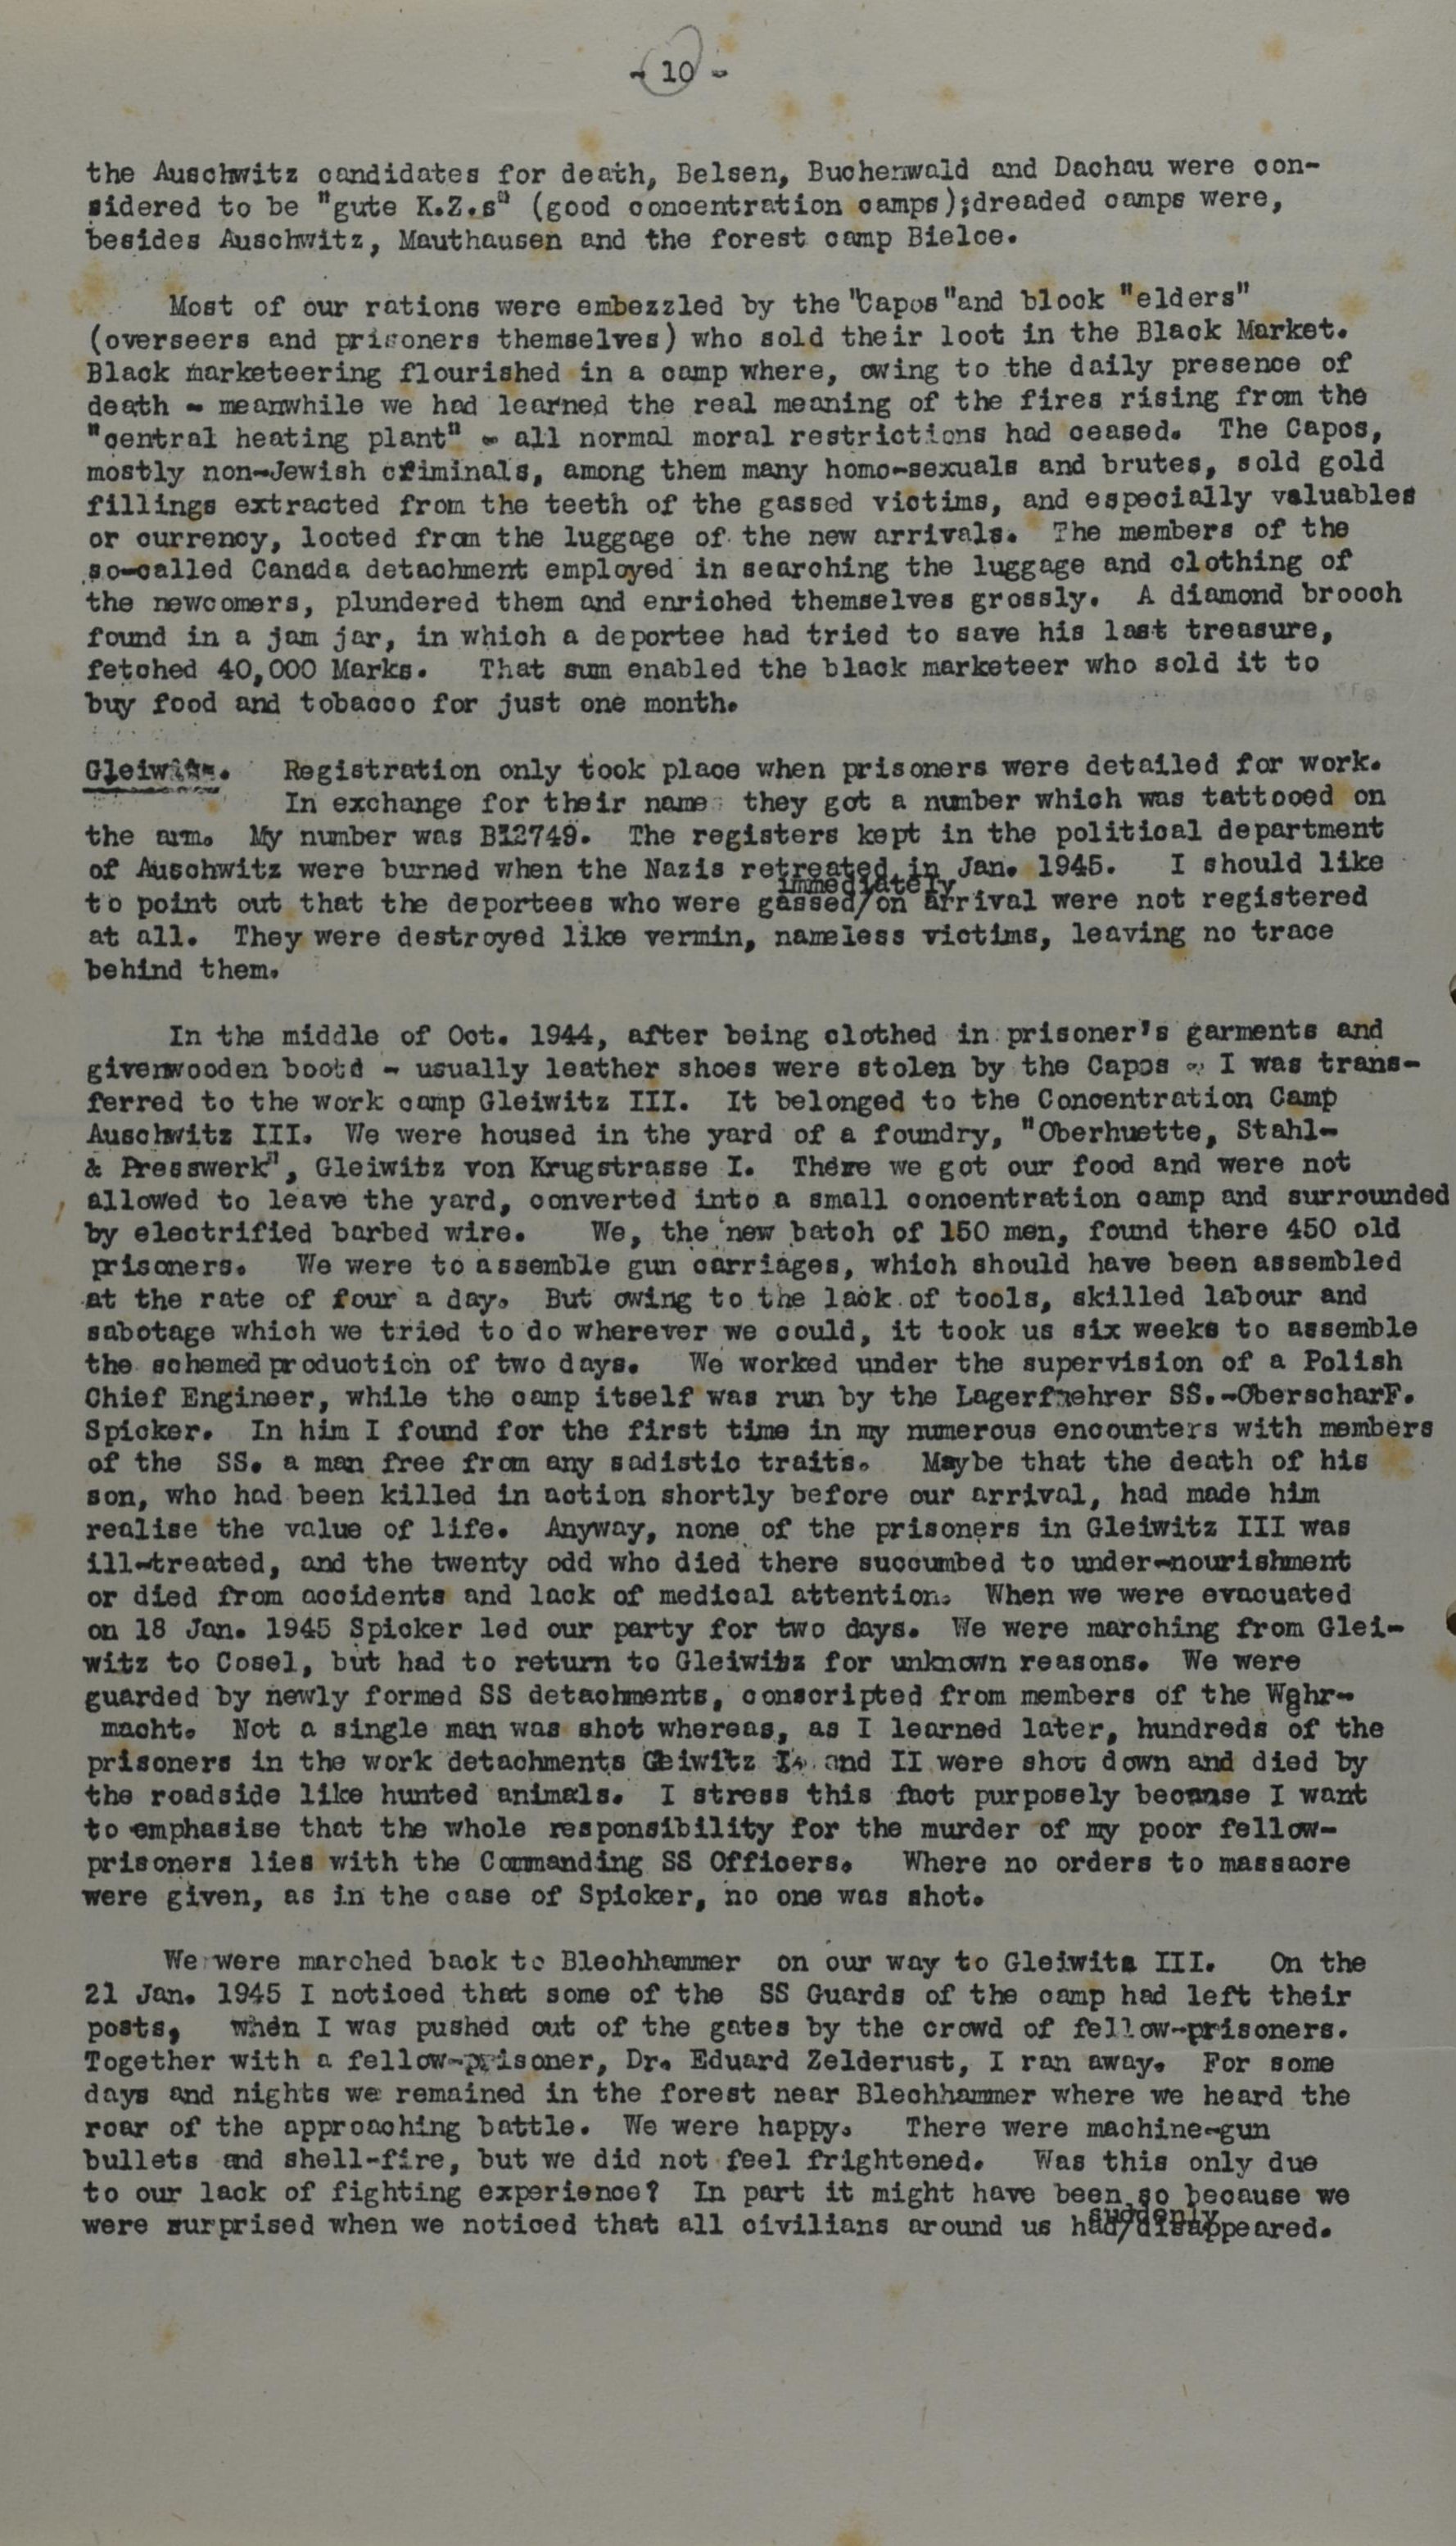 - 10 -
the Auschwitz candidates for death, Belsen, Buchenwald and Dachau were con-
sidered to be "gute K.Z.s" (good concentration camps);dreaded camps were,
besides Auschwitz, Mauthausen and the forest camp Bielce.
Most of our rations were embezzled by the "Capos "and block "elders"
(overseers and prisoners themselves) who sold their loot in the Black Market.
Black marketeering flourished in a camp where, owing to the daily presence of
death - meanwhile we had learned the real meaning of the fires rising from the
"central heating plant" - all normal moral restrictions had ceased. The Capos,
mostly non-Jewish criminals, among them many homo-sexuals and brutes, sold gold
fillings extracted from the teeth of the gassed victims, and especially valuables
or currency, looted from the luggage of the new arrivals. The members of the
so-called Canada detachment employed in searching the luggage and clothing of
the newcomers, plundered them and enriched themselves grossly. A diamond brooch
found in a jam jar, in which a deportee had tried to save his last treasure,
fetched 40,000 Marks. That sum enabled the black marketeer who sold it to
buy food and tobacco for just one month.
Gleiwitz. Registration only took place when prisoners were detailed for work.
In exchange for their name they got a number which was tattooed on
the arm. My number was B12749. The registers kept in the political department
of Auschwitz were burned when the Nazis retreated in Jan. 1945. I should like
to point out that the deportees who were gassed/immediately on arrival were not registered
at all. They were destroyed like vermin, nameless victims, leaving no trace
behind them.
In the middle of Oct. 1944, after being clothed in prisoner's garments and
givenwooden bootd - usually leather shoes were stolen by the Capos - I was trans-
ferred to the work camp Gleiwitz III. It belonged to the Concentration Camp
Auschwitz III. We were housed in the yard of a foundry, "Oberhuette, Stahl-
& Presswerk", Gleiwitz von Krugstrasse I. There we got our food and were not
allowed to leave the yard, converted into a small concentration camp and surrounded
by electrified barbed wire. We, the new batch of 150 men, found there 450 old
prisoners. We were to assemble gun carriages, which should have been assembled
at the rate of four a day. But owing to the lack of tools, skilled labour and
sabotage which we tried to do wherever we could, it took us six weeks to assemble
the schemed production of two days. We worked under the supervision of a Polish
Chief Engineer, while the camp itself was run by the Lagerfuehrer SS.-OberscharF.
Spicker. In him I found for the first time in my numerous encounters with members
of the SS. a man free from any sadistic traits. Maybe that the death of his
son, who had been killed in action shortly before our arrival, had made him
realise the value of life. Anyway, none of the prisoners in Gleiwitz III was
ill-treated, and the twenty odd who died there succumbed to under-nourishment
or died from accidents and lack of medical attention. When we were evacuated
on 18 Jan. 1945 Spicker led our party for two days. We were marching from Glei-
witz to Cosel, but had to return to Gleiwitz for unknown reasons. We were
guarded by newly formed SS detachments, conscripted from members of the Wehr-
macht. Not a single man was shot whereas, as I learned later, hundreds of the
prisoners in the work detachments Geiwitz I. and II were shot down and died by
the roadside like hunted animals. I stress this fact purposely because I want
to emphasise that the whole responsibility for the murder of my poor fellow-
prisoners lies with the Commanding SS Officers. Where no orders to massacre
were given, as in the case of Spicker, no one was shot.
We were marched back to Blechhammer on our way to Gleiwitz III. On the
21 Jan. 1945 I noticed that some of the SS Guards of the camp had left their
posts, when I was pushed out of the gates by the crowd of fellow-prisoners.
Together with a fellow-prisoner, Dr. Eduard Zelderust, I ran away. For some
days and nights we remained in the forest near Blechhammer where we heard the
roar of the approaching battle. We were happy. There were machine-gun
bullets and shell-fire, but we did not feel frightened. Was this only due
to our lack of fighting experience? In part it might have been so because we
were surprised when we noticed that all civilians around us had/suddenly disappeared.